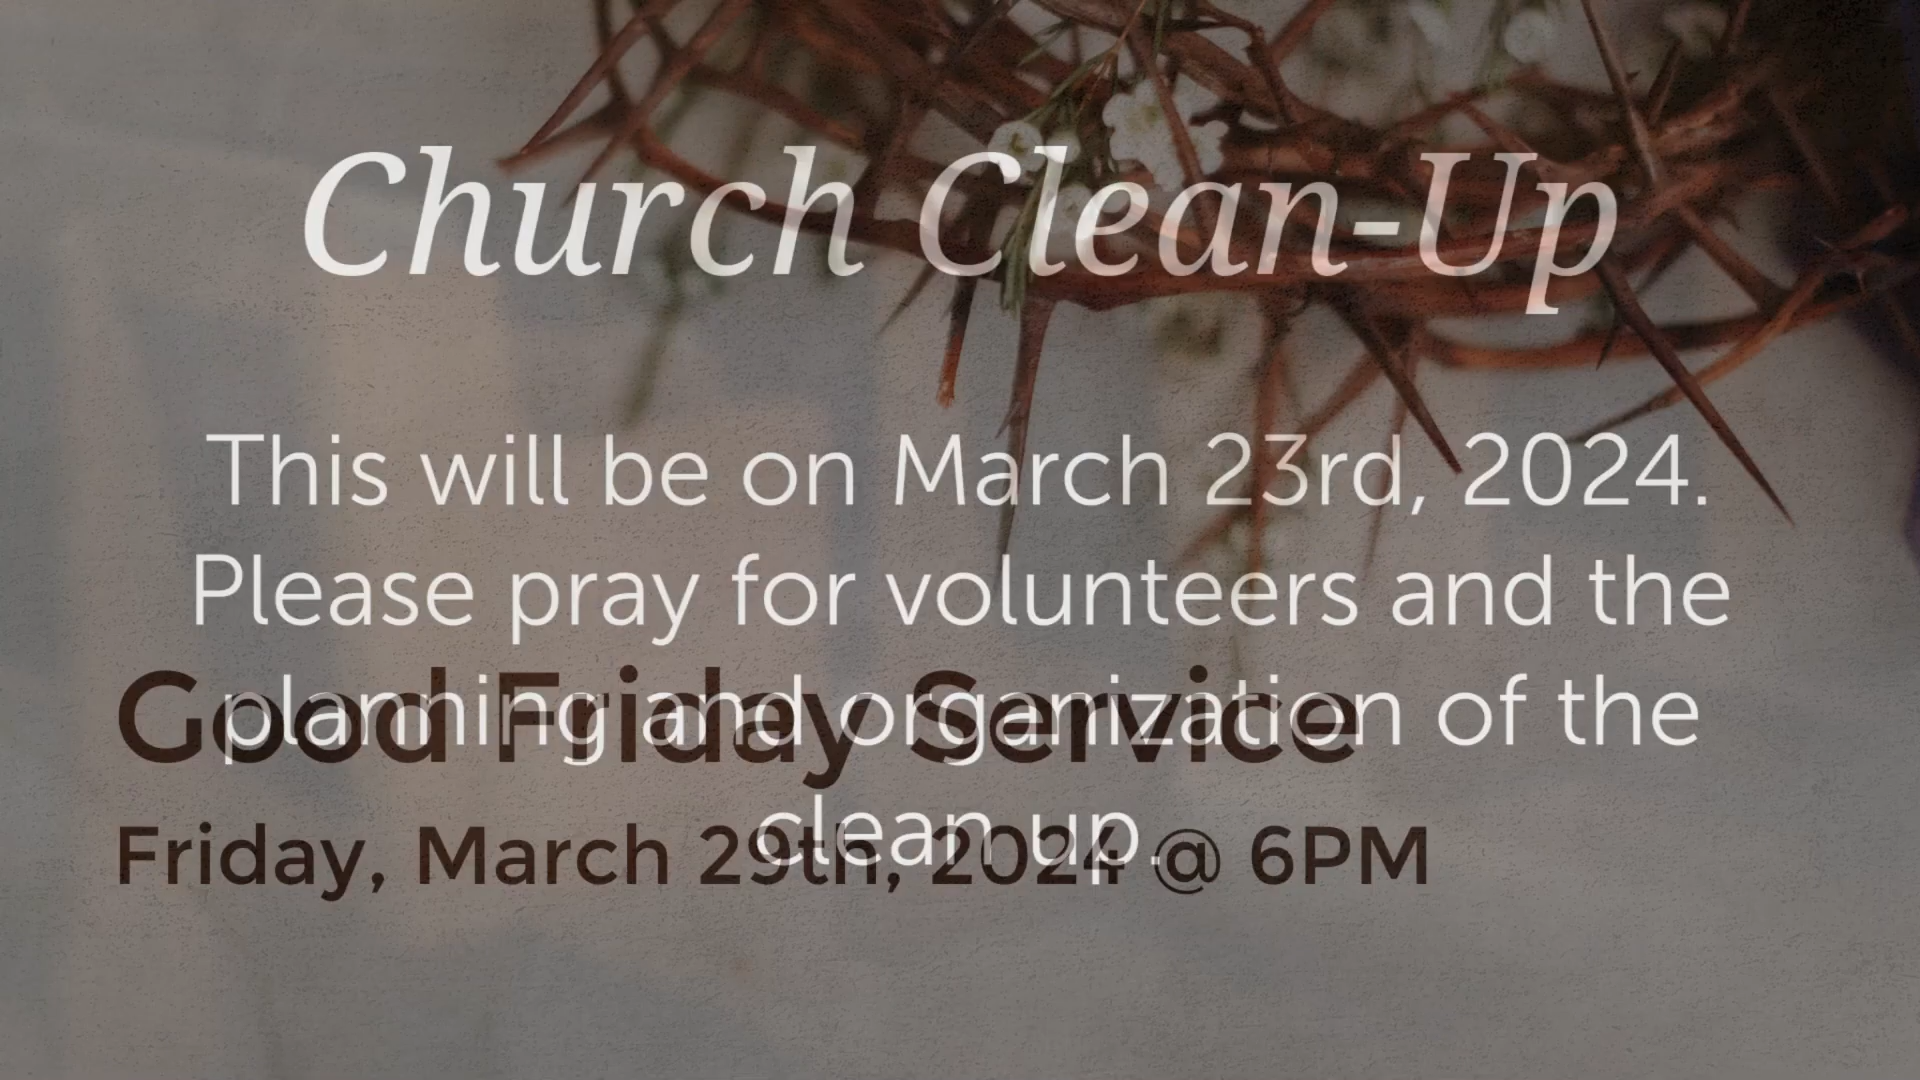 Church Clean-Up
This will be on March 23rd, 2024.
Please pray for volunteers and the
planning and organization of the
clean up.
Good Friday Service
Friday, March 29th, 2024 @ 6PM